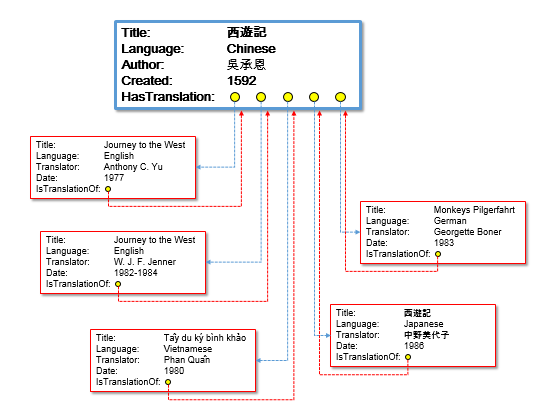 Title: 西遊記
Language: Chinese
Author: 吳承恩
Created: 1592
HasTranslation:
Title: Journey to the West
Language: English
Translator: Anthony C. Yu
Date: 1977
IsTranslationOf:
Title: Journey to the West
Language: English
Translator: W. J. F. Jenner
Date: 1982-1984
IsTranslationOf:
Title: Tây du ký bình khảo
Language: Vietnamese
Translator: Phan Quân
Date: 1980
IsTranslationOf:
Title: Monkeys Pilgerfahrt
Language: German
Translator: Georgette Boner
Date: 1983
IsTranslationOf:
Title: 西遊記
Language: Japanese
Translator: 中野美代子
Date: 1986
IsTranslationOf: